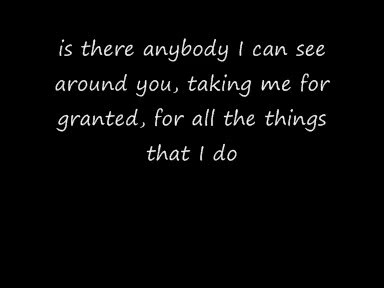 is there anybody I can see
around you, taking me for
granted, for all the things
that I do